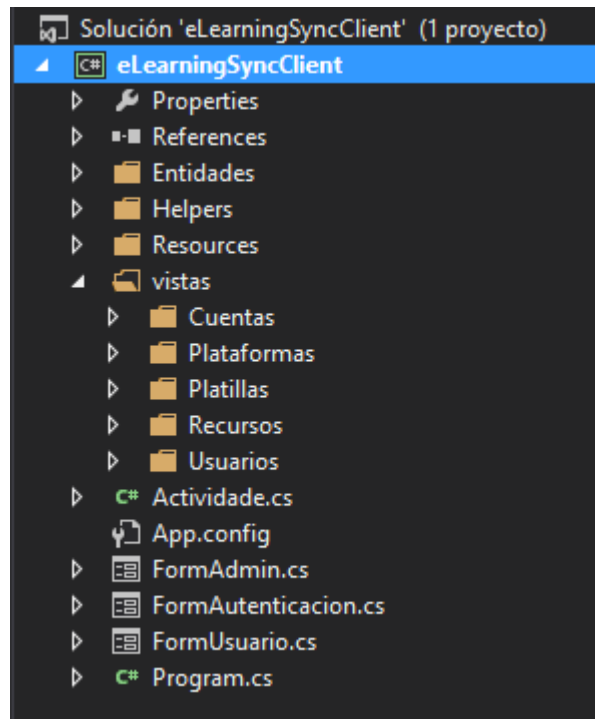 Solución 'eLearningSyncClient' (1 proyecto)
C# eLearningSyncClient
Properties
References
Entidades
Helpers
Resources
vistas
Cuentas
Plataformas
Platillas
Recursos
Usuarios
C# Actividade.cs
App.config
FormAdmin.cs
FormAutenticacion.cs
FormUsuario.cs
C# Program.cs